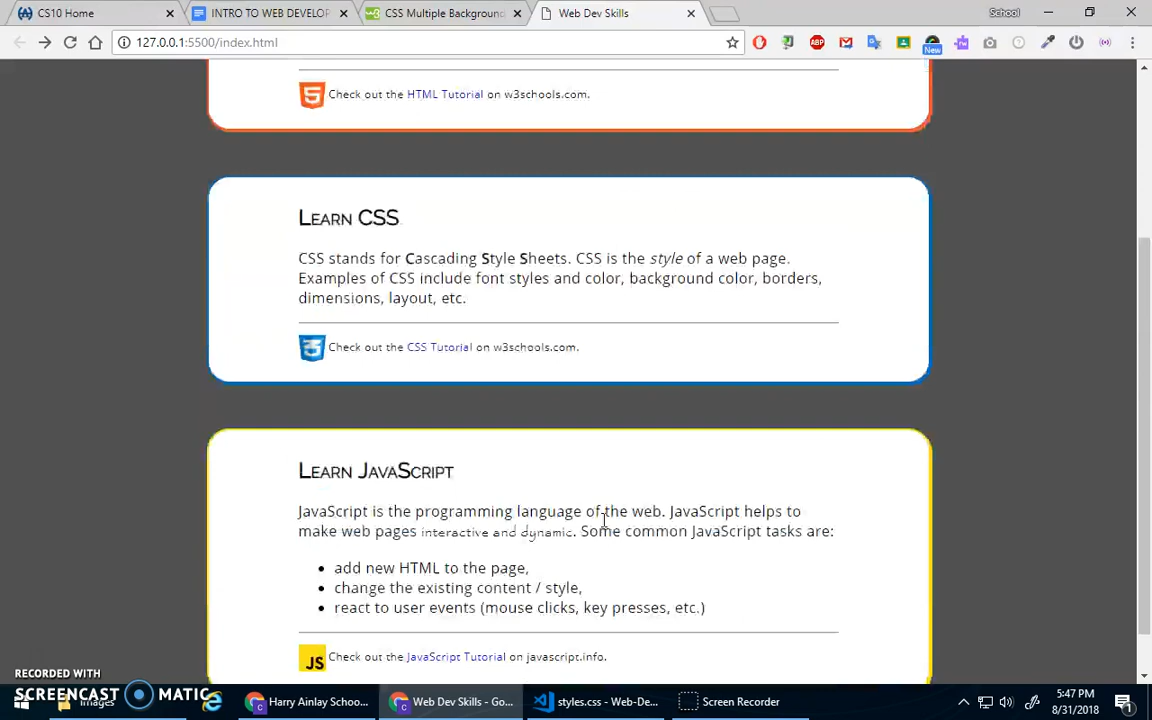 CS10 Home
INTRO TO WEB DEVELOP
CSS Multiple Background
Web Dev Skills
School
127.0.0.1:5500/index.html
ABP
New
5
Check out the HTML Tutorial on w3schools.com.
LEARN CSS
CSS stands for Cascading Style Sheets. CSS is the style of a web page.
Examples of CSS include font styles and color, background color, borders,
dimensions, layout, etc.
3
Check out the CSS Tutorial on w3schools.com.
LEARN JAVASCRIPT
JavaScript is the programming language of the web. JavaScript helps to
make web pages interactive and dynamic. Some common JavaScript tasks are:
• add new HTML to the page,
• change the existing content / style,
• react to user events (mouse clicks, key presses, etc.)
JS
Check out the JavaScript Tutorial on javascript.info.
RECORDED WITH
SCREENCAST MATIC
Images
Harry Ainlay Schoo...
Web Dev Skills - Go...
styles.css - Web-De...
Screen Recorder
5:47 PM
8/31/2018
1